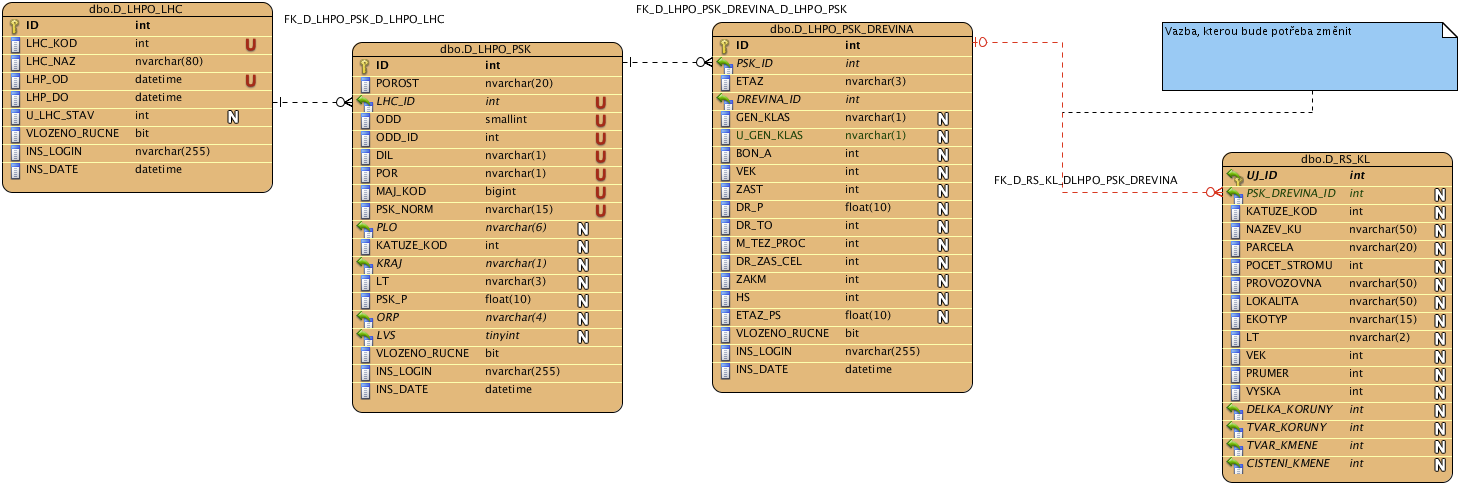 dbo.D_LHPO_LHC
ID int
LHC_KOD int U
LHC_NAZ nvarchar(80)
LHP_OD datetime U
LHP_DO datetime
U_LHC_STAV int N
VLOZENO_RUCNE bit
INS_LOGIN nvarchar(255)
INS_DATE datetime
FK_D_LHPO_PSK_D_LHPO_LHC
dbo.D_LHPO_PSK
ID int
POROST nvarchar(20)
LHC_ID int U
ODD smallint U
ODD_ID int U
DIL nvarchar(1) U
POR nvarchar(1) U
MAJ_KOD bigint U
PSK_NORM nvarchar(15) U
PLO nvarchar(6) N
KATUZE_KOD int N
KRAJ nvarchar(1) N
LT nvarchar(3) N
PSK_P float(10) N
ORP nvarchar(4) N
LVS tinyint N
VLOZENO_RUCNE bit
INS_LOGIN nvarchar(255)
INS_DATE datetime
FK_D_LHPO_PSK_DREVINA_D_LHPO_PSK
dbo.D_LHPO_PSK_DREVINA
ID int
PSK_ID int
ETAZ nvarchar(3)
DREVINA_ID int
GEN_KLAS nvarchar(1) N
U_GEN_KLAS nvarchar(1) N
BON_A int N
VEK int N
ZAST int N
DR_P float(10) N
DR_TO int N
M_TEZ_PROC int N
DR_ZAS_CEL int N
ZAKM int N
HS int N
ETAZ_PS float(10) N
VLOZENO_RUCNE bit
INS_LOGIN nvarchar(255)
INS_DATE datetime
Vazba, kterou bude potřeba změnit
FK_D_RS_KL_DLHPO_PSK_DREVINA
dbo.D_RS_KL
UJ_ID int
PSK_DREVINA_ID int N
KATUZE_KOD int N
NAZEV_KU nvarchar(50) N
PARCELA nvarchar(20) N
POCET_STROMU int N
PROVOZOVNA nvarchar(50) N
LOKALITA nvarchar(50) N
EKOTYP nvarchar(15) N
LT nvarchar(2) N
VEK int N
PRUMER int N
VYSKA int N
DELKA_KORUNY int N
TVAR_KORUNY int N
TVAR_KMENE int N
CISTENI_KMENE int N